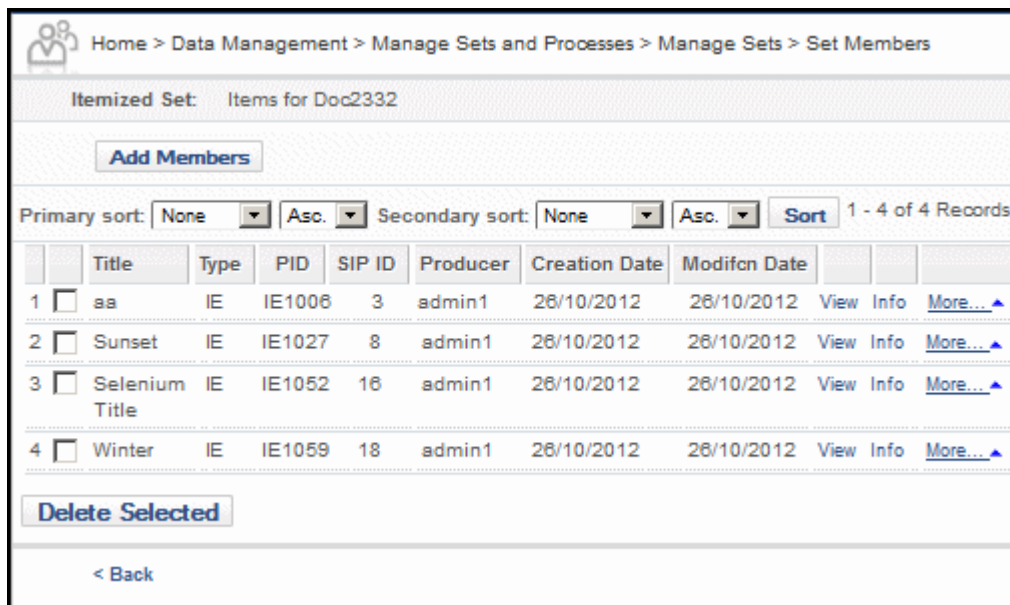 Home > Data Management > Manage Sets and Processes > Manage Sets > Set Members
Itemized Set: Items for Doc2332
Add Members
Primary sort: None Asc. Secondary sort: None Asc. Sort 1 - 4 of 4 Records
Title Type PID SIP ID Producer Creation Date Modifcn Date
1 aa IE IE1006 3 admin1 26/10/2012 26/10/2012 View Info More...
2 Sunset IE IE1027 8 admin1 26/10/2012 26/10/2012 View Info More...
3 Selenium IE IE1052 16 admin1 26/10/2012 26/10/2012 View Info More...
Title
4 Winter IE IE1059 18 admin1 26/10/2012 26/10/2012 View Info More...
Delete Selected
< Back